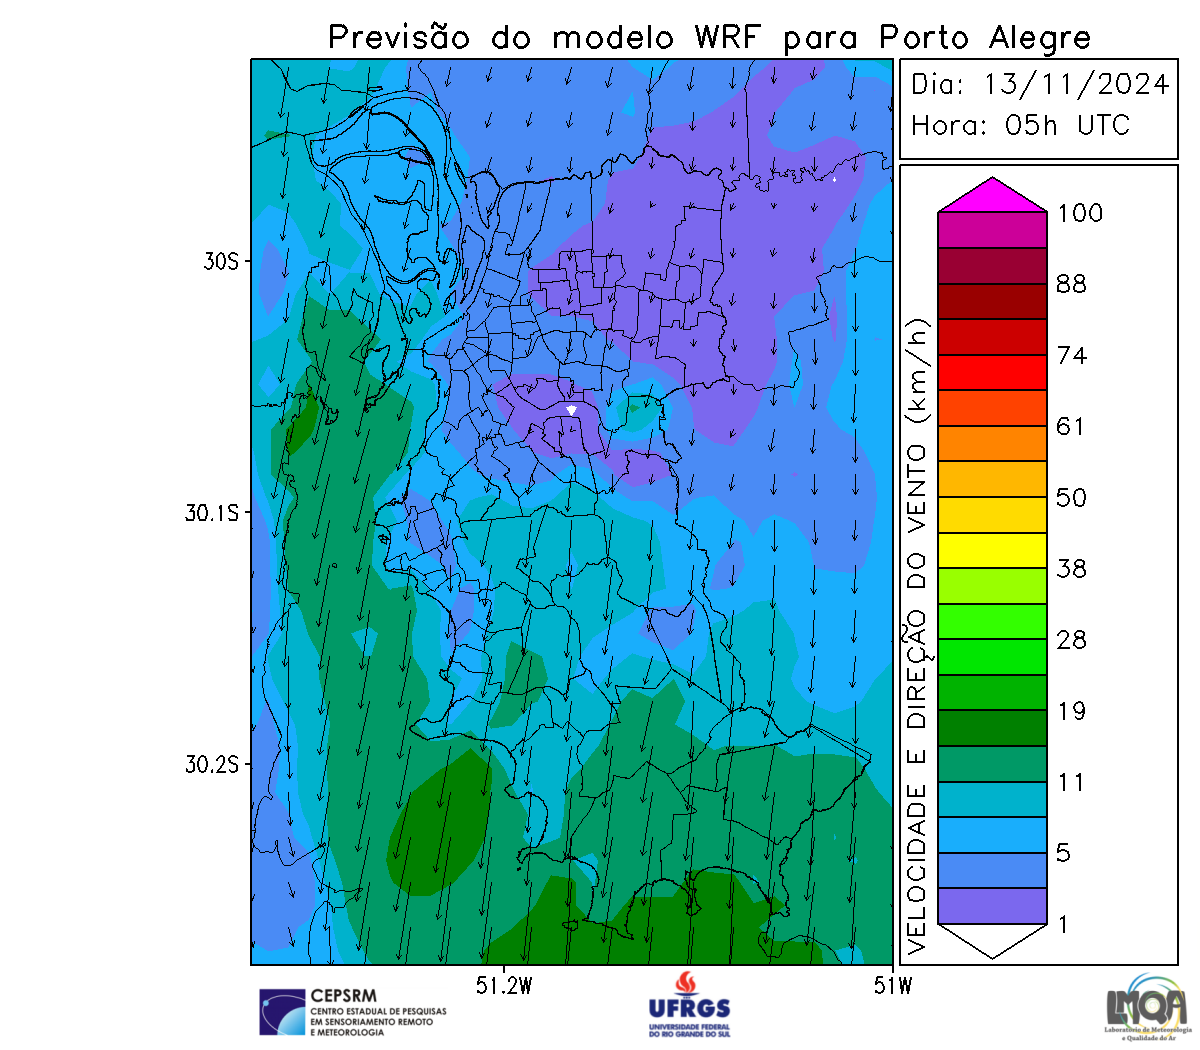 Previsão do modelo WRF para Porto Alegre
Dia: 13/11/2024
Hora: 05h UTC
30S
30.1S
30.2S
51.2W
51W
VELOCIDADE E DIREÇÃO DO VENTO (km/h)
100
88
74
61
50
38
28
19
11
5
1
CEPSRM
CENTRO ESTADUAL DE PESQUISAS
EM SENSORIAMENTO REMOTO
E METEOROLOGIA
UFRGS
UNIVERSIDADE FEDERAL
DO RIO GRANDE DO SUL
LMQA
Laboratório de Meteorologia
e Qualidade do Ar